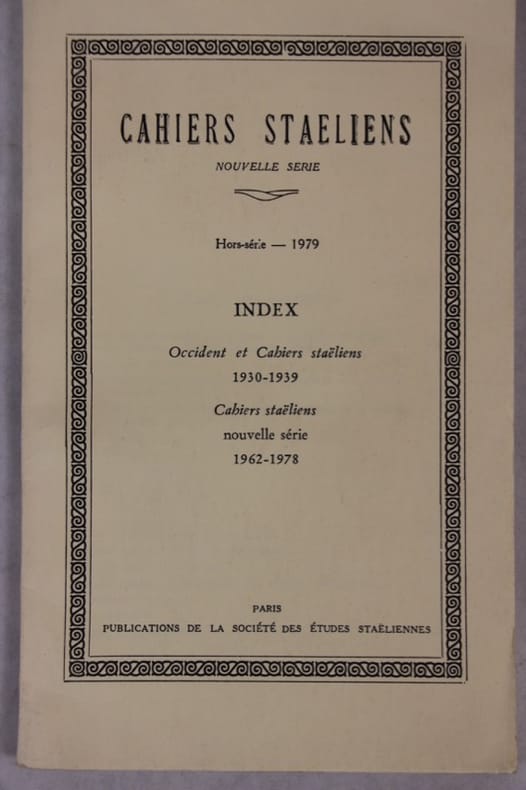 CAHIERS STAELIENS
NOUVELLE SERIE
Hors-série — 1979
INDEX
Occident et Cahiers staëliens
1930-1939
Cahiers staëliens
nouvelle série
1962-1978
PARIS
PUBLICATIONS DE LA SOCIÉTÉ DES ÉTUDES STAËLIENNES